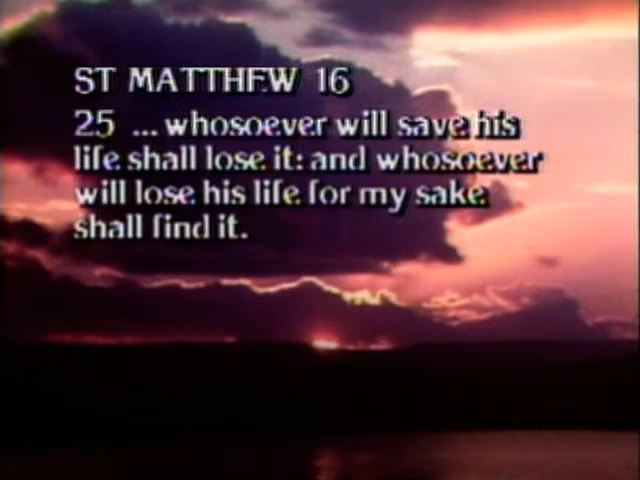 ST MATTHEW 16
25 ... whosoever will save his
life shall lose it: and whosoever
will lose his life for my sake
shall find it.